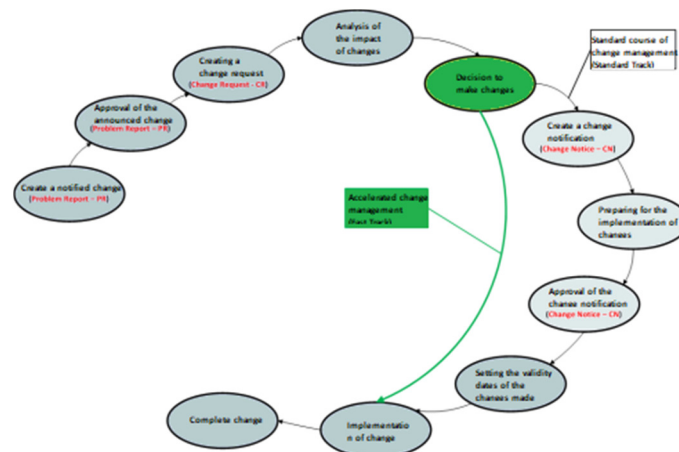 Create a notified change
(Problem Report – PR)
Approval of the
announced change
(Problem Report – PR)
Creating a
change request
(Change Request - CR)
Analysis of
the impact
of changes
Decision to
make changes
Standard course of
change management
(Standard Track)
Create a change
notification
(Change Notice – CN)
Preparing for the
implementation of
chanees
Approval of the
chanee notification
(Change Notice – CN)
Setting the validity
dates of the
chanees made
Accelerated change
management
(Fast Track)
Implementatio
n of change
Complete change